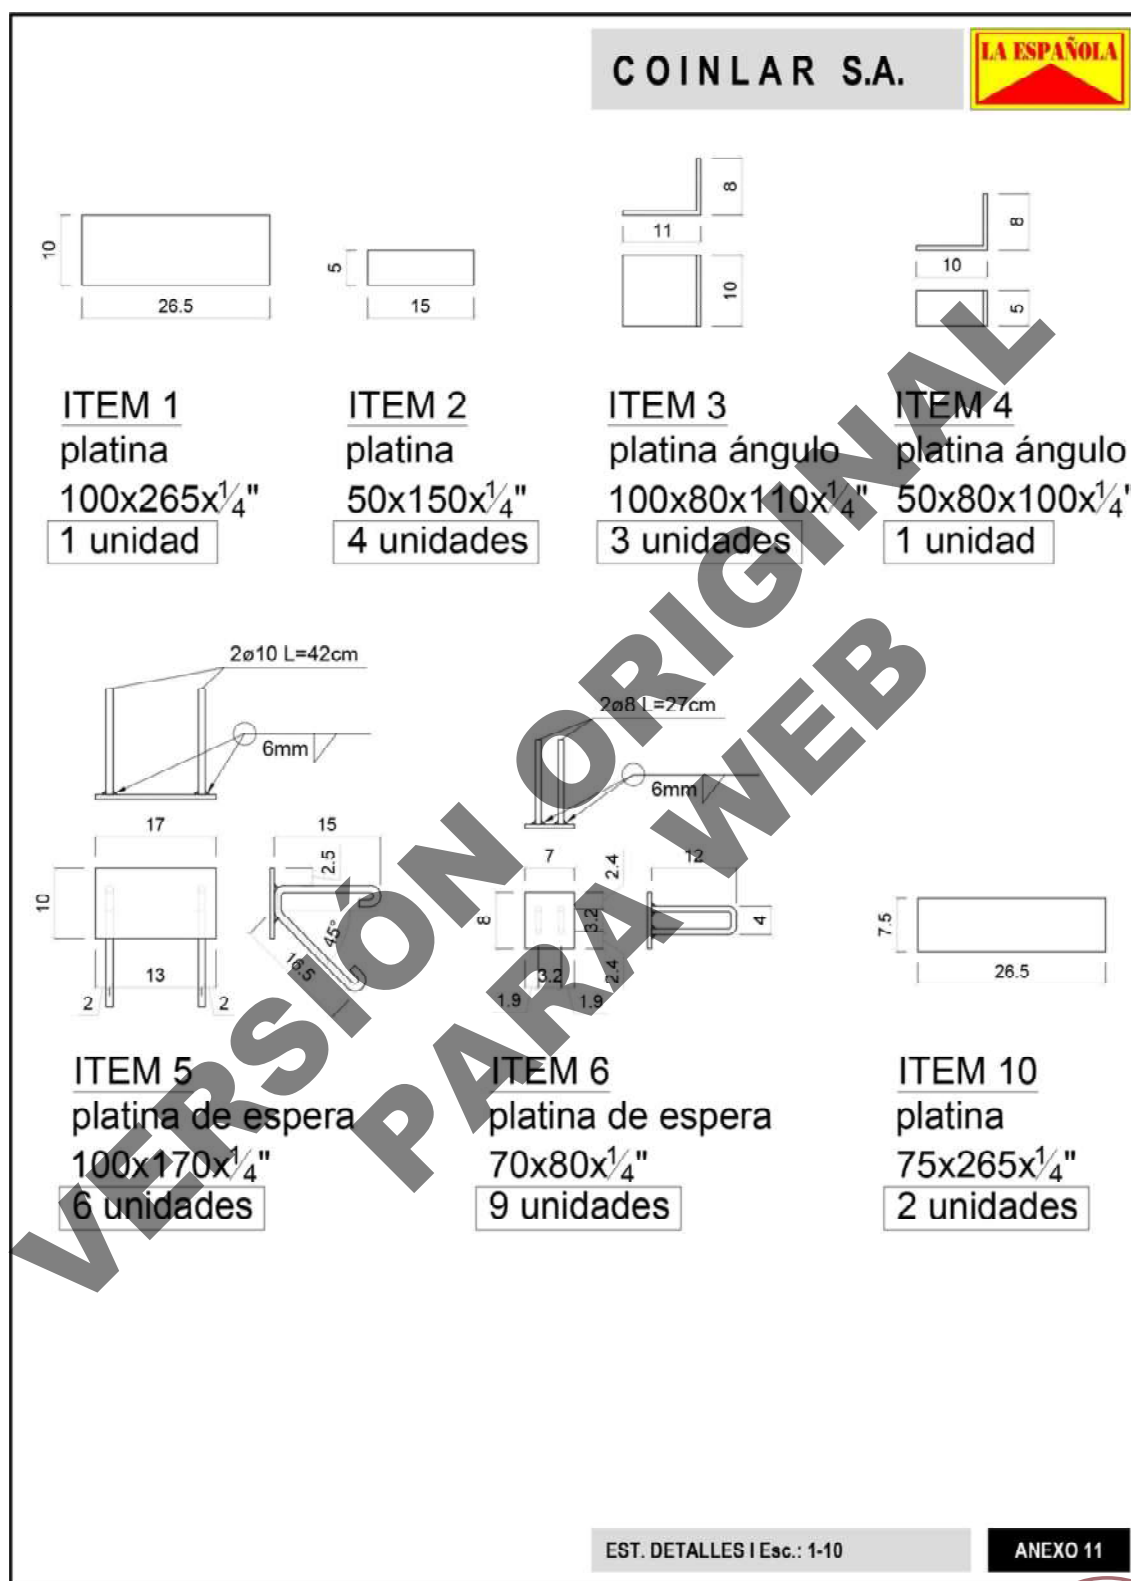 COINLAR S.A.
LA ESPAÑOLA
8
11
10
8
10
5
10
26.5
5
15
ITEM 1
platina
100x265x1/4"
1 unidad
ITEM 2
platina
50x150x1/4"
4 unidades
ITEM 3
platina ángulo
100x80x110x1/4"
3 unidades
ITEM 4
platina ángulo
50x80x100x1/4"
1 unidad
2ø10 L=42cm
6mm
17
10
13
2
2
15
2.5
45°
16.5
2ø8 L=27cm
6mm
7
8
2.4
3.2
2.4
3.2
1.9
1.9
12
4
7.5
26.5
ITEM 5
platina de espera
100x170x1/4"
6 unidades
ITEM 6
platina de espera
70x80x1/4"
9 unidades
ITEM 10
platina
75x265x1/4"
2 unidades
VERSIÓN ORIGINAL
PARA WEB
EST. DETALLES I Esc.: 1-10
ANEXO 11